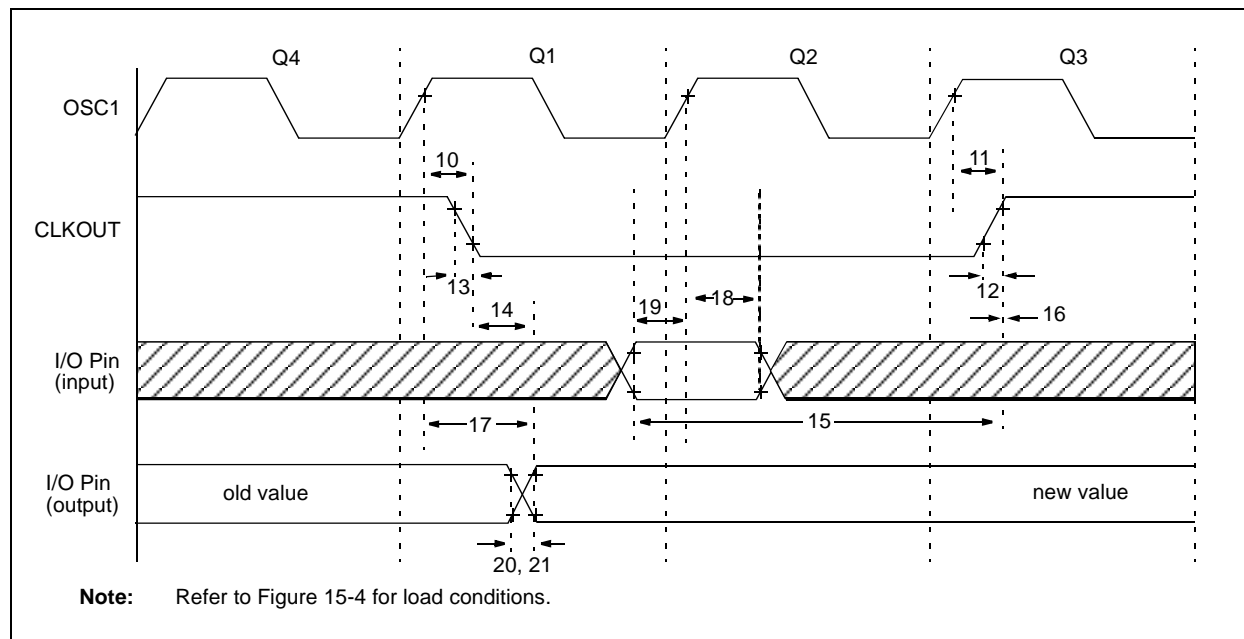 Q4 Q1 Q2 Q3
OSC1
10 11
CLKOUT
13 12
14 19 18 16
I/O Pin
(input)
17 15
I/O Pin
(output)
old value new value
20, 21
Note: Refer to Figure 15-4 for load conditions.